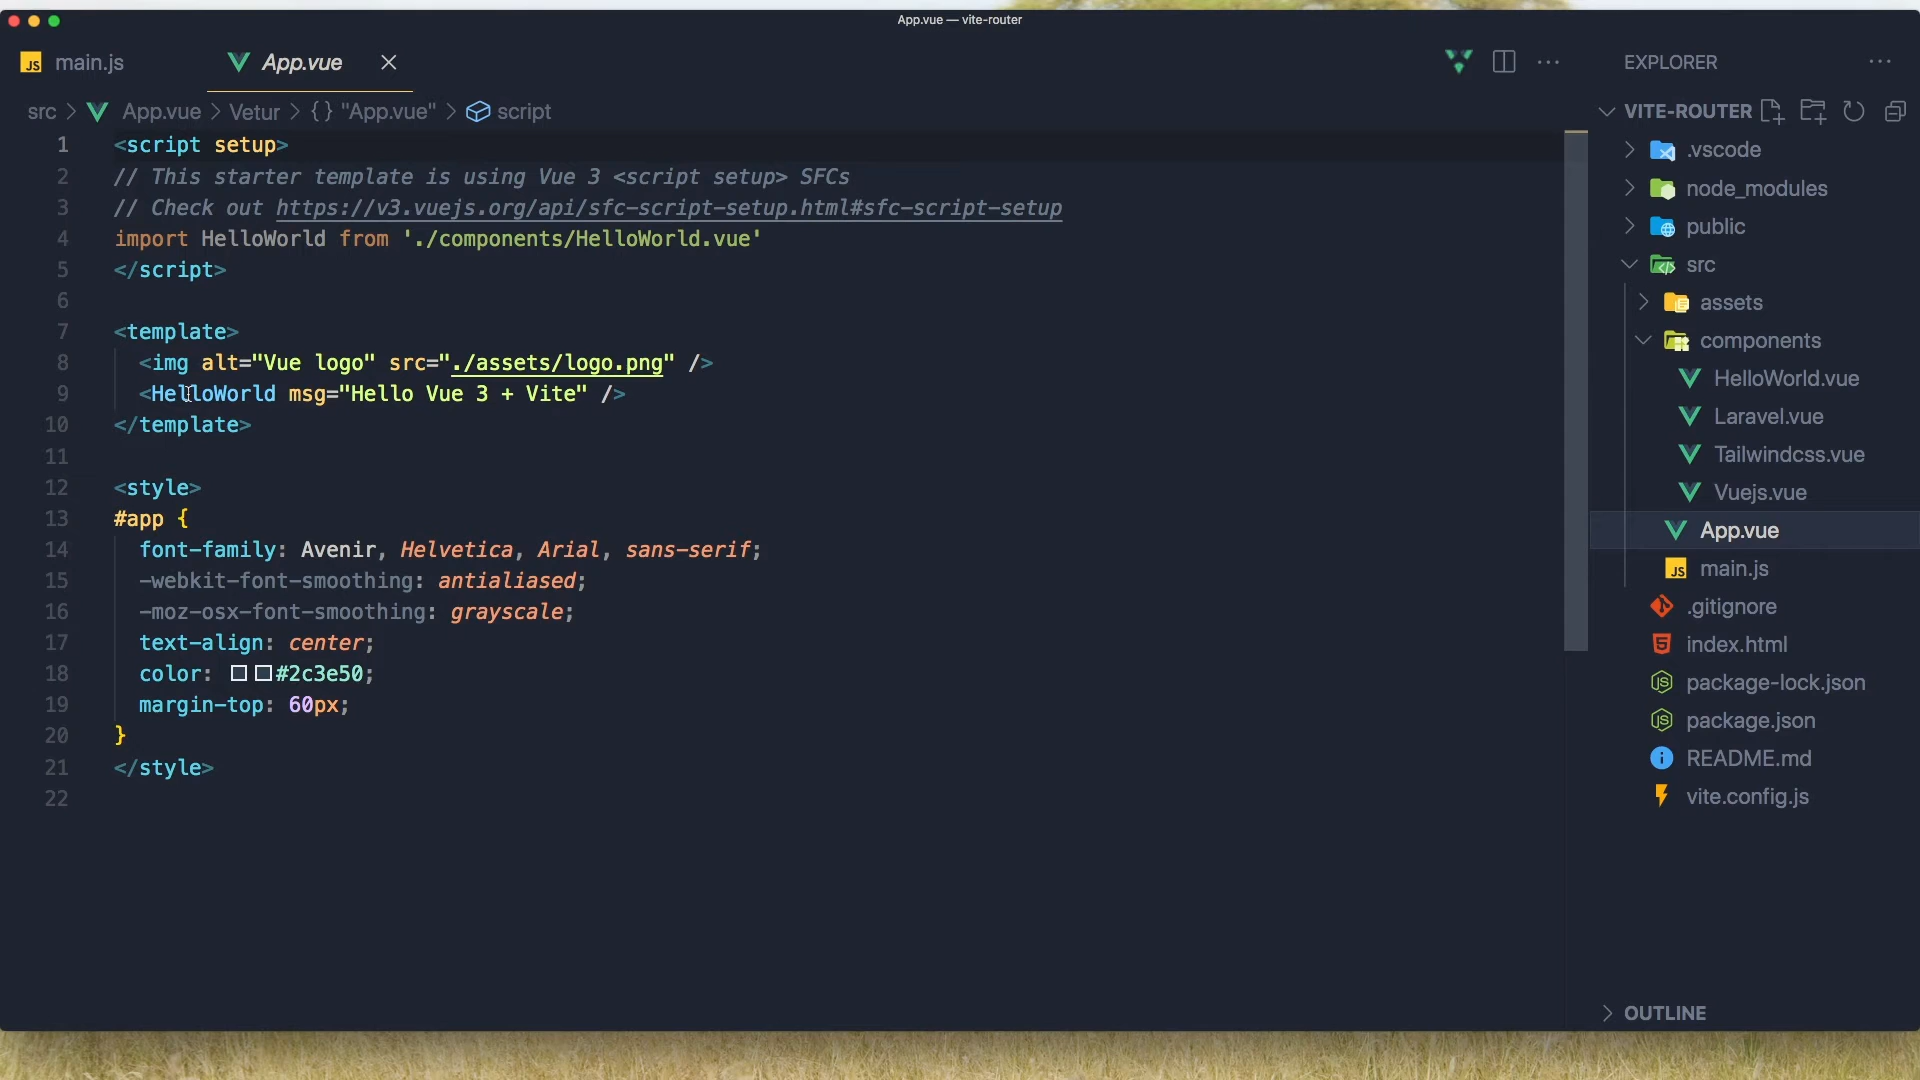 App.vue — vite-router
JS main.js
App.vue
EXPLORER
src > App.vue > Vetur > {} "App.vue" > script
VITE-ROUTER
1 <script setup>
2 // This starter template is using Vue 3 <script setup> SFCs
3 // Check out https://v3.vuejs.org/api/sfc-script-setup.html#sfc-script-setup
4 import HelloWorld from './components/HelloWorld.vue'
5 </script>
6
7 <template>
8 <img alt="Vue logo" src="./assets/logo.png" />
9 <HelloWorld msg="Hello Vue 3 + Vite" />
10 </template>
11
12 <style>
13 #app {
14 font-family: Avenir, Helvetica, Arial, sans-serif;
15 -webkit-font-smoothing: antialiased;
16 -moz-osx-font-smoothing: grayscale;
17 text-align: center;
18 color: #2c3e50;
19 margin-top: 60px;
20 }
21 </style>
22
.vscode
node_modules
public
src
assets
components
HelloWorld.vue
Laravel.vue
Tailwindcss.vue
Vuejs.vue
App.vue
JS main.js
.gitignore
5 index.html
JS package-lock.json
JS package.json
README.md
vite.config.js
OUTLINE